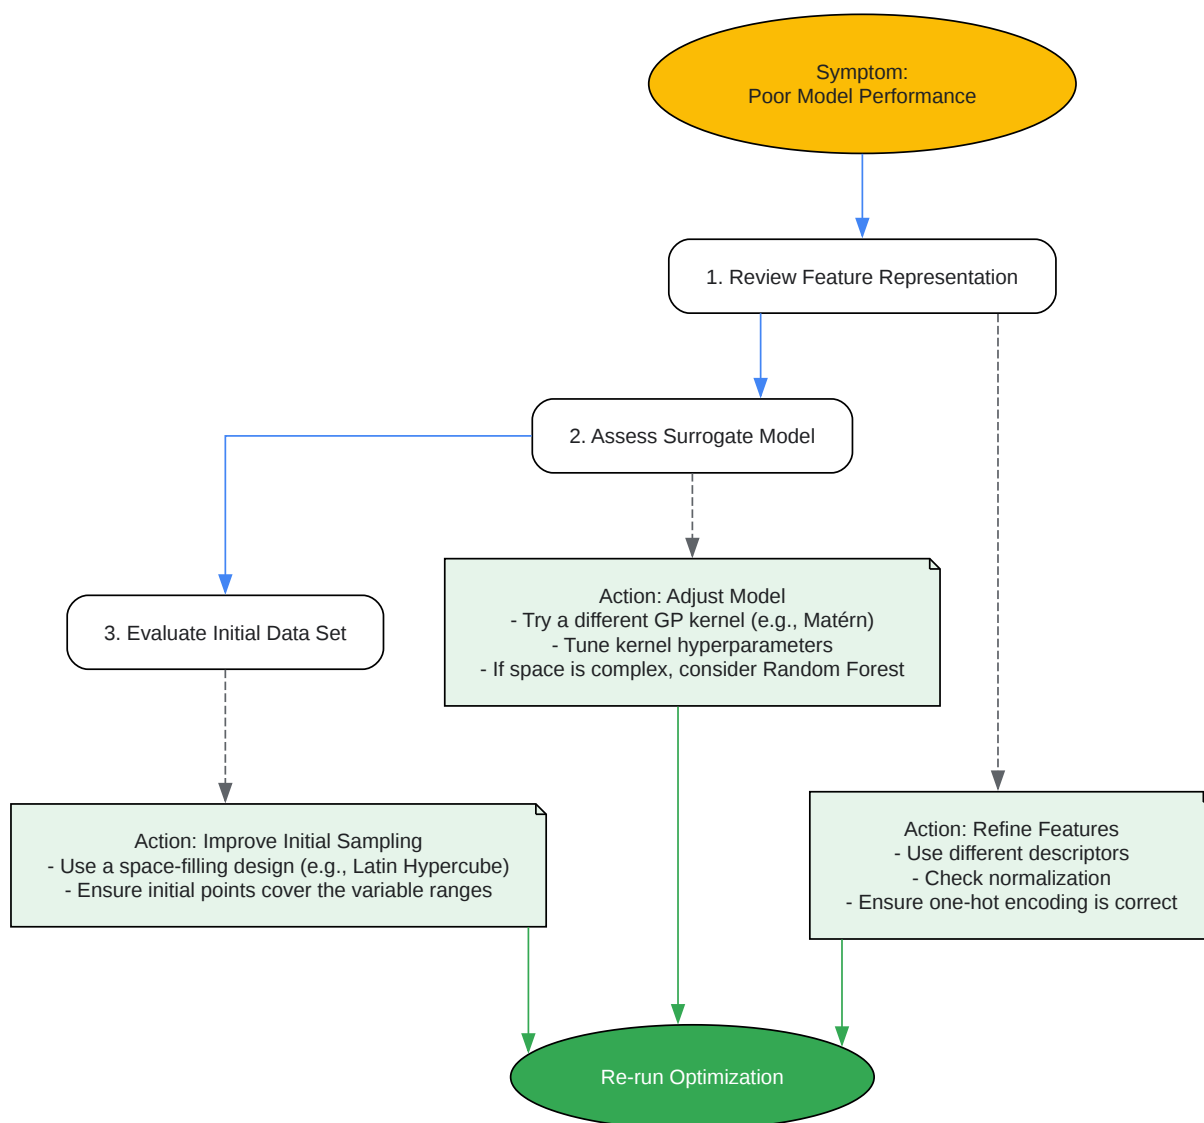 Symptom:
Poor Model Performance
1. Review Feature Representation
2. Assess Surrogate Model
3. Evaluate Initial Data Set
Action: Adjust Model
- Try a different GP kernel (e.g., Matérn)
- Tune kernel hyperparameters
- If space is complex, consider Random Forest
Action: Improve Initial Sampling
- Use a space-filling design (e.g., Latin Hypercube)
- Ensure initial points cover the variable ranges
Action: Refine Features
- Use different descriptors
- Check normalization
- Ensure one-hot encoding is correct
Re-run Optimization